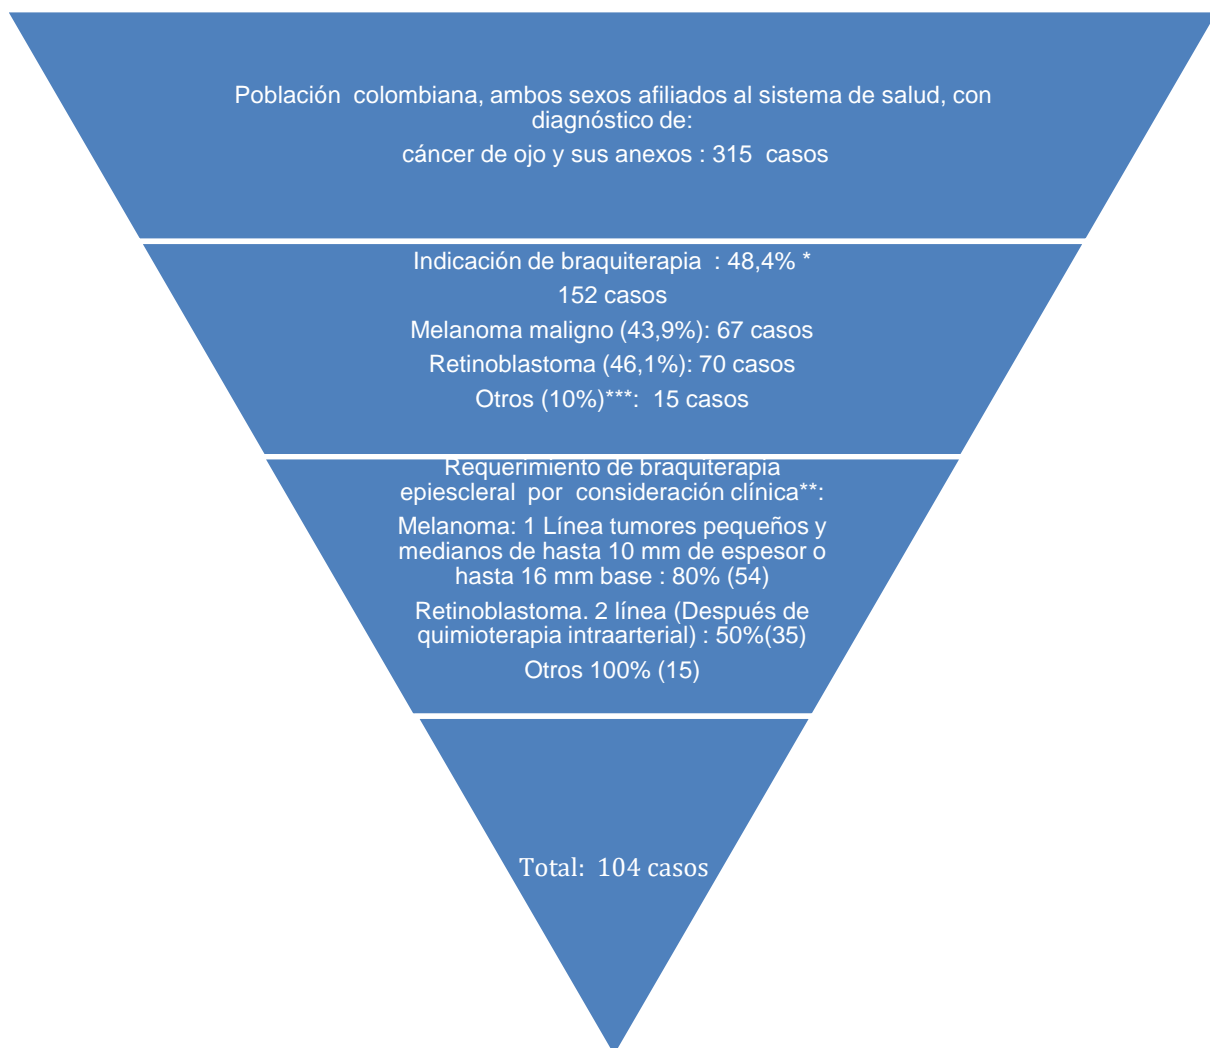 Población colombiana, ambos sexos afiliados al sistema de salud, con
diagnóstico de:
cáncer de ojo y sus anexos : 315 casos
Indicación de braquiterapia : 48,4% *
152 casos
Melanoma maligno (43,9%): 67 casos
Retinoblastoma (46,1%): 70 casos
Otros (10%)***: 15 casos
Requerimiento de braquiterapia
epiescleral por consideración clínica**:
Melanoma: 1 Línea tumores pequeños y
medianos de hasta 10 mm de espesor o
hasta 16 mm base : 80% (54)
Retinoblastoma. 2 línea (Después de
quimioterapia intraarterial) : 50%(35)
Otros 100% (15)
Total: 104 casos